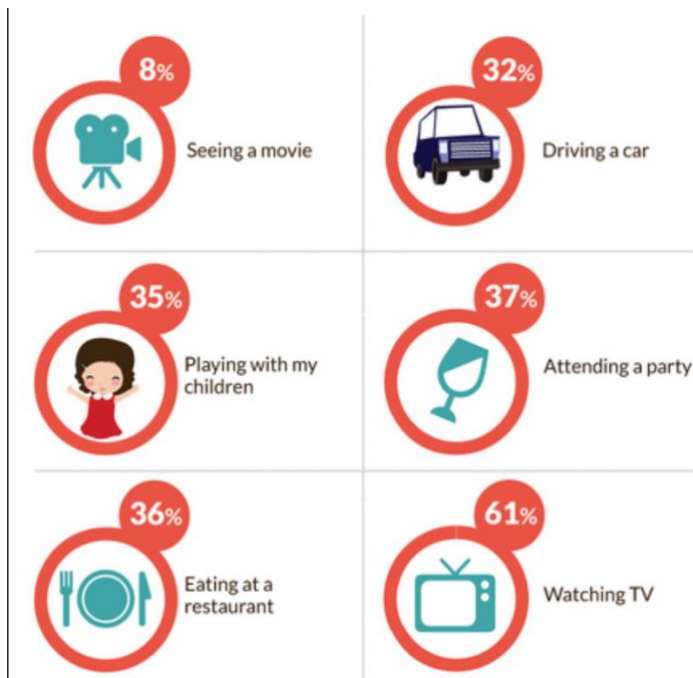 8%
Seeing a movie
32%
Driving a car
35%
Playing with my
children
37%
Attending a party
36%
Eating at a
restaurant
61%
Watching TV